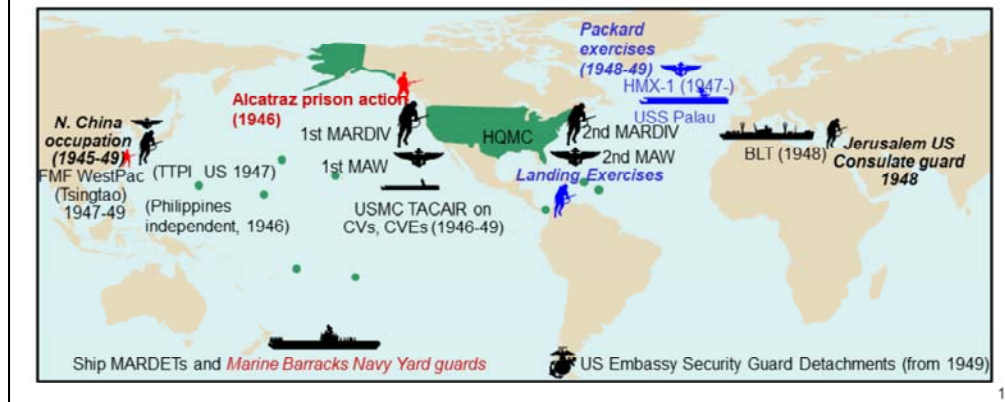 Packard
exercises
(1948-49)
HMX-1 (1947-)
USS Palau
Alcatraz prison action
(1946)
N. China
occupation
(1945-49)
FMF WestPac
(Tsingtao)
1947-49
(TTPI US 1947)
(Philippines
independent, 1946)
1st MARDIV
1st MAW
HQMC
2nd MARDIV
2nd MAW
Landing Exercises
USMC TACAIR on
CVs, CVEs (1946-49)
BLT (1948)
Jerusalem US
Consulate guard
1948
Ship MARDETs and Marine Barracks Navy Yard guards
US Embassy Security Guard Detachments (from 1949)
1